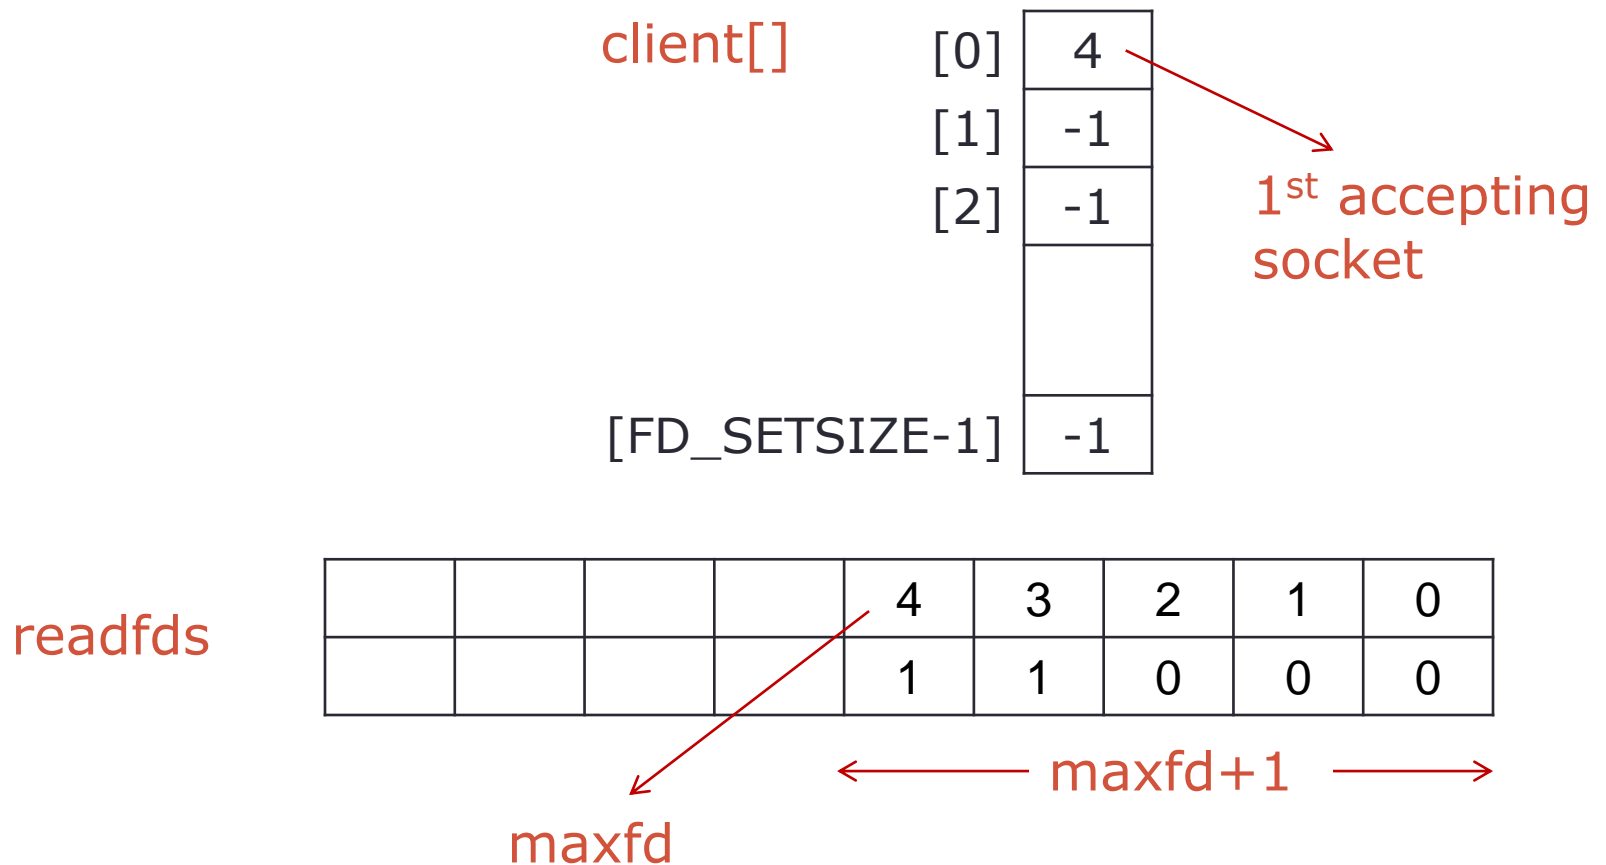 client[] [0] 4
[1] -1
[2] -1
1st accepting
socket
[FD_SETSIZE-1] -1
4 3 2 1 0
readfds
1 1 0 0 0
maxfd+1
maxfd